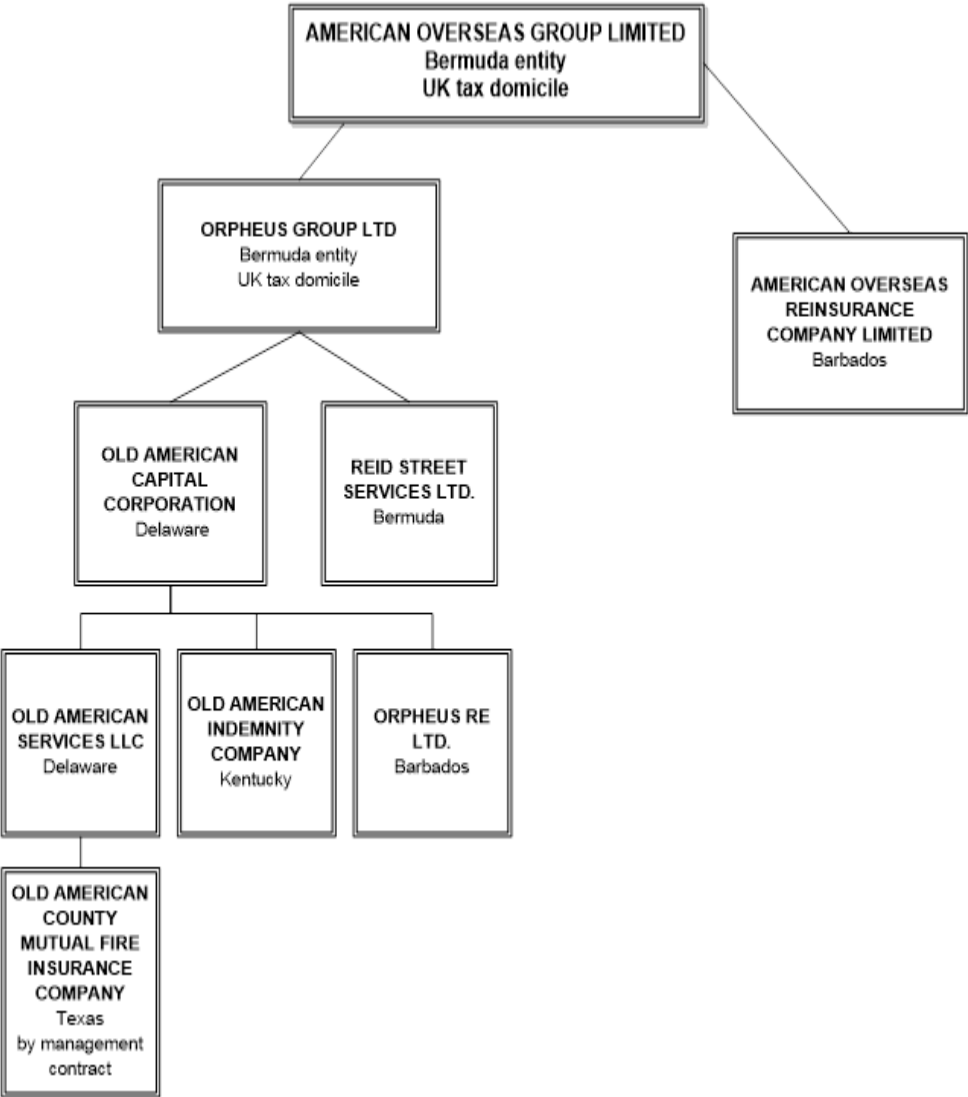 AMERICAN OVERSEAS GROUP LIMITED
Bermuda entity
UK tax domicile
ORPHEUS GROUP LTD
Bermuda entity
UK tax domicile
AMERICAN OVERSEAS
REINSURANCE
COMPANY LIMITED
Barbados
OLD AMERICAN
CAPITAL
CORPORATION
Delaware
REID STREET
SERVICES LTD.
Bermuda
OLD AMERICAN
SERVICES LLC
Delaware
OLD AMERICAN
INDEMNITY
COMPANY
Kentucky
ORPHEUS RE
LTD.
Barbados
OLD AMERICAN
COUNTY
MUTUAL FIRE
INSURANCE
COMPANY
Texas
by management
contract